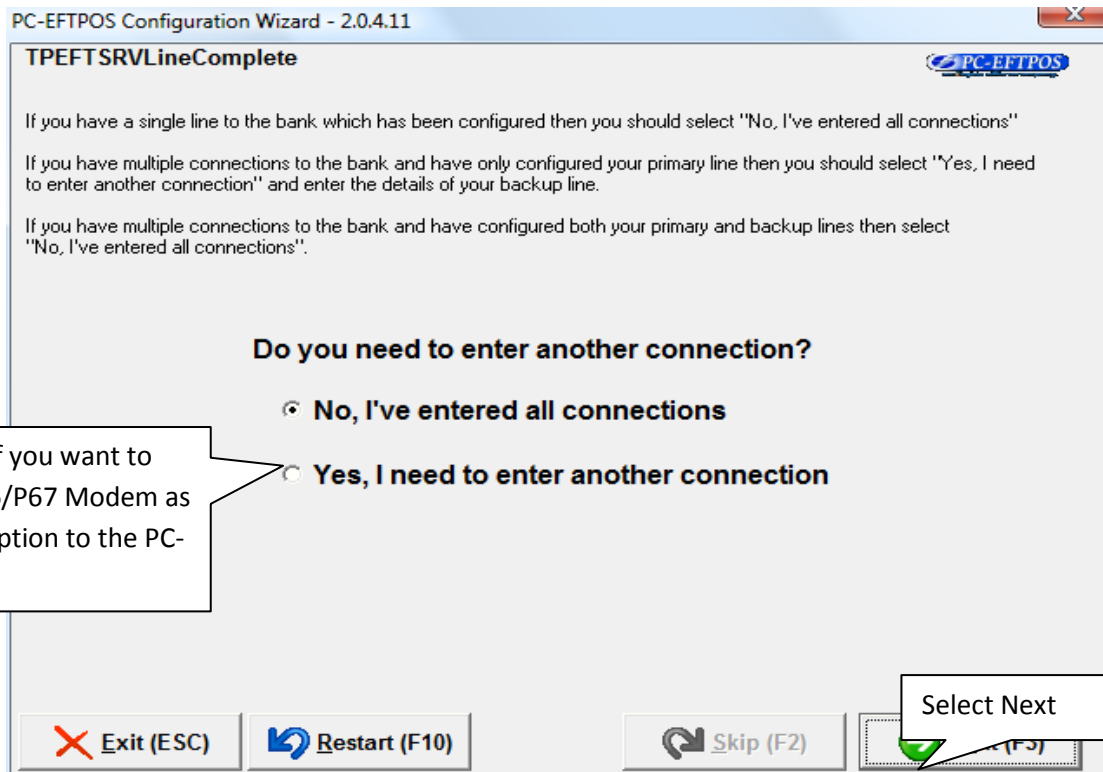 PC-EFTPOS Configuration Wizard - 2.0.4.11
TPEFTSRVLineComplete
PC-EFTPOS
If you have a single line to the bank which has been configured then you should select "No, I've entered all connections"
If you have multiple connections to the bank and have only configured your primary line then you should select "Yes, I need
to enter another connection" and enter the details of your backup line.
If you have multiple connections to the bank and have configured both your primary and backup lines then select
"No, I've entered all connections".
Do you need to enter another connection?
No, I've entered all connections
you want to
/P67 Modem as
to the PC-
Yes, I need to enter another connection
Select Next
Exit (ESC)
Restart (F10)
Skip (F2)